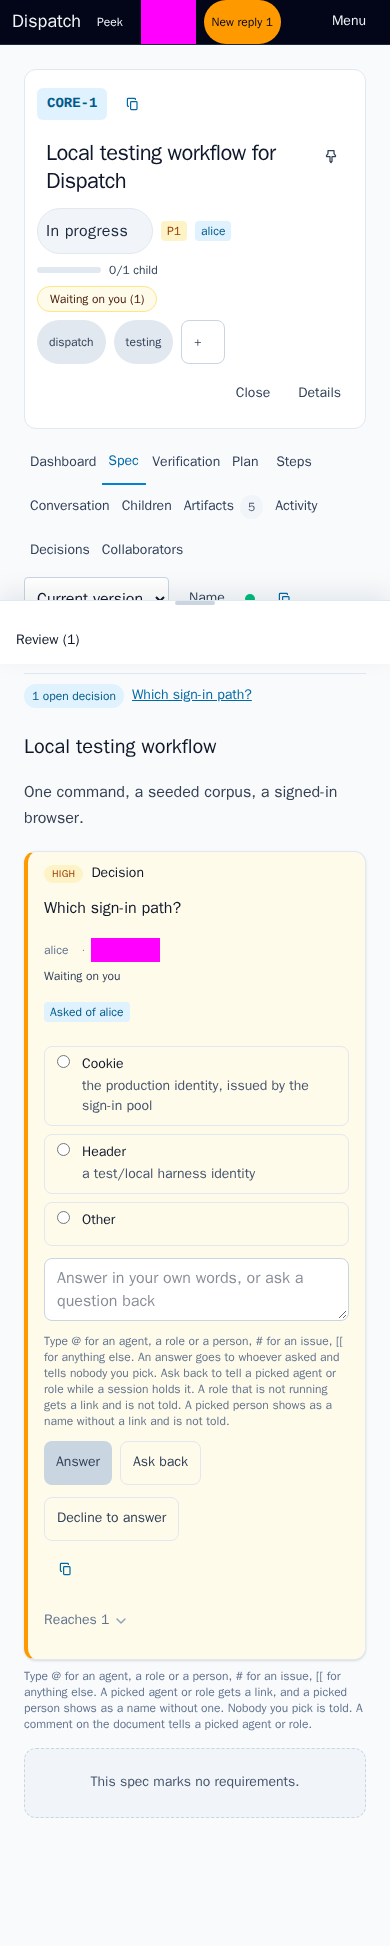 Dispatch Peek New reply 1 Menu
CORE-1
Local testing workflow for
Dispatch
In progress P1 alice
0/1 child
Waiting on you (1)
dispatch testing +
Close Details
Dashboard Spec Verification Plan Steps
Conversation Children Artifacts 5 Activity
Decisions Collaborators
Current version Name
Review (1)
1 open decision Which sign-in path?
Local testing workflow
One command, a seeded corpus, a signed-in
browser.
HIGH Decision
Which sign-in path?
alice ·
Waiting on you
Asked of alice
Cookie
the production identity, issued by the
sign-in pool
Header
a test/local harness identity
Other
Answer in your own words, or ask a
question back
Type @ for an agent, a role or a person, # for an issue, [[
for anything else. An answer goes to whoever asked and
tells nobody you pick. Ask back to tell a picked agent or
role while a session holds it. A role that is not running
gets a link and is not told. A picked person shows as a
name without a link and is not told.
Answer Ask back
Decline to answer
Reaches 1
Type @ for an agent, a role or a person, # for an issue, [[ for
anything else. A picked agent or role gets a link, and a picked
person shows as a name without one. Nobody you pick is told. A
comment on the document tells a picked agent or role.
This spec marks no requirements.